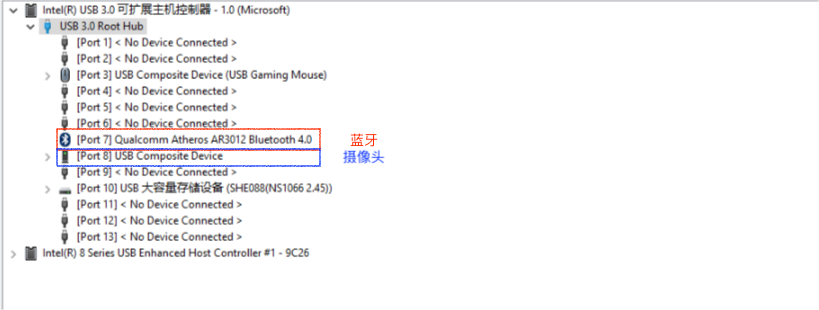 Intel(R) USB 3.0 可扩展主机控制器 - 1.0 (Microsoft)
USB 3.0 Root Hub
[Port 1] < No Device Connected >
[Port 2] < No Device Connected >
[Port 3] USB Composite Device (USB Gaming Mouse)
[Port 4] < No Device Connected >
[Port 5] < No Device Connected >
[Port 6] < No Device Connected >
[Port 7] Qualcomm Atheros AR3012 Bluetooth 4.0 蓝牙
[Port 8] USB Composite Device 摄像头
[Port 9] < No Device Connected >
[Port 10] USB 大容量存储设备 (SHE088(NS1066 2.45))
[Port 11] < No Device Connected >
[Port 12] < No Device Connected >
[Port 13] < No Device Connected >
Intel(R) 8 Series USB Enhanced Host Controller #1 - 9C26